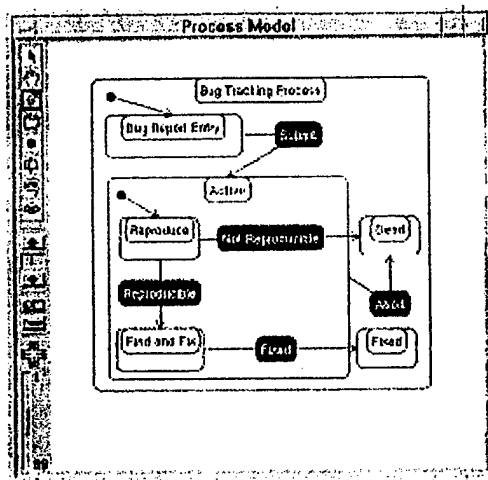 Process Model
Bug Tracking Process
Bug Report Entry
Submit
Active
Reproduce
Not Reproducible
Dead
Reproducible
Abort
Find and Fix
Fixed
Fixed